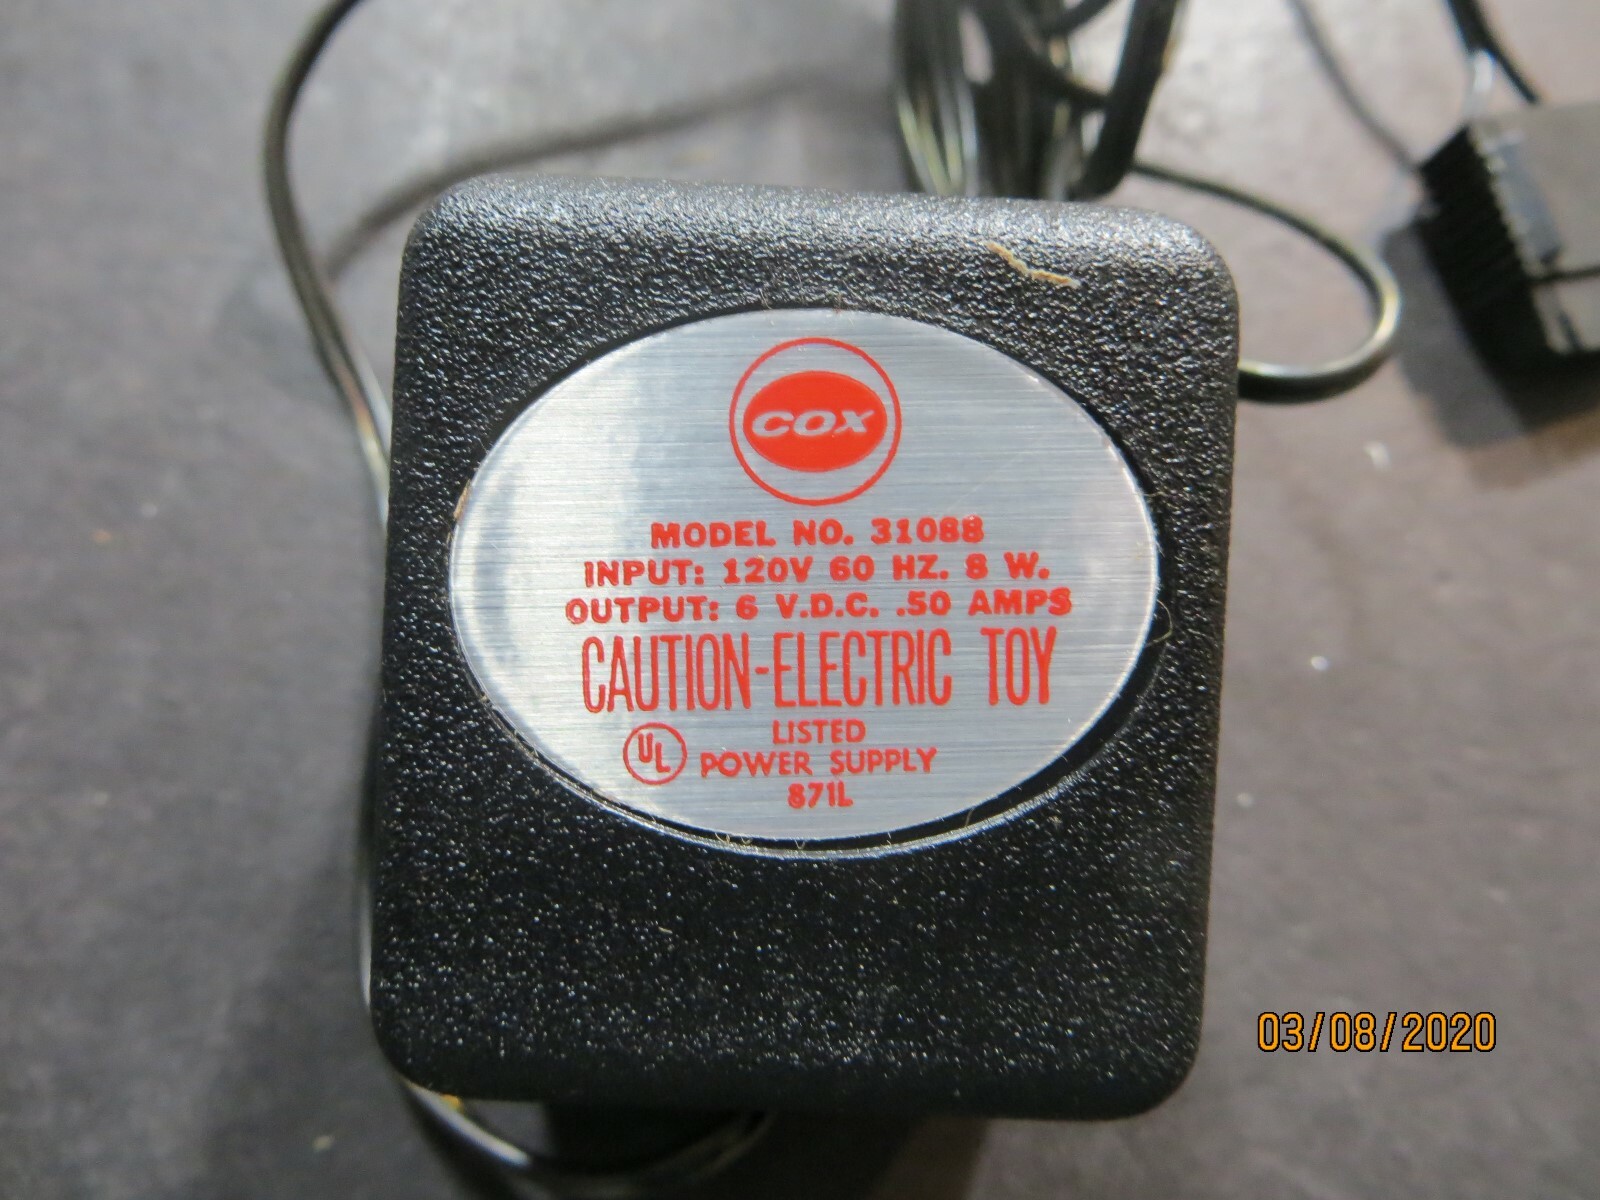 COX
MODEL NO. 3108B
INPUT: 120V 60 HZ. 8 W.
OUTPUT: 6 V.D.C. .50 AMPS
CAUTION-ELECTRIC TOY
UL
LISTED
POWER SUPPLY
871L
03/08/2020